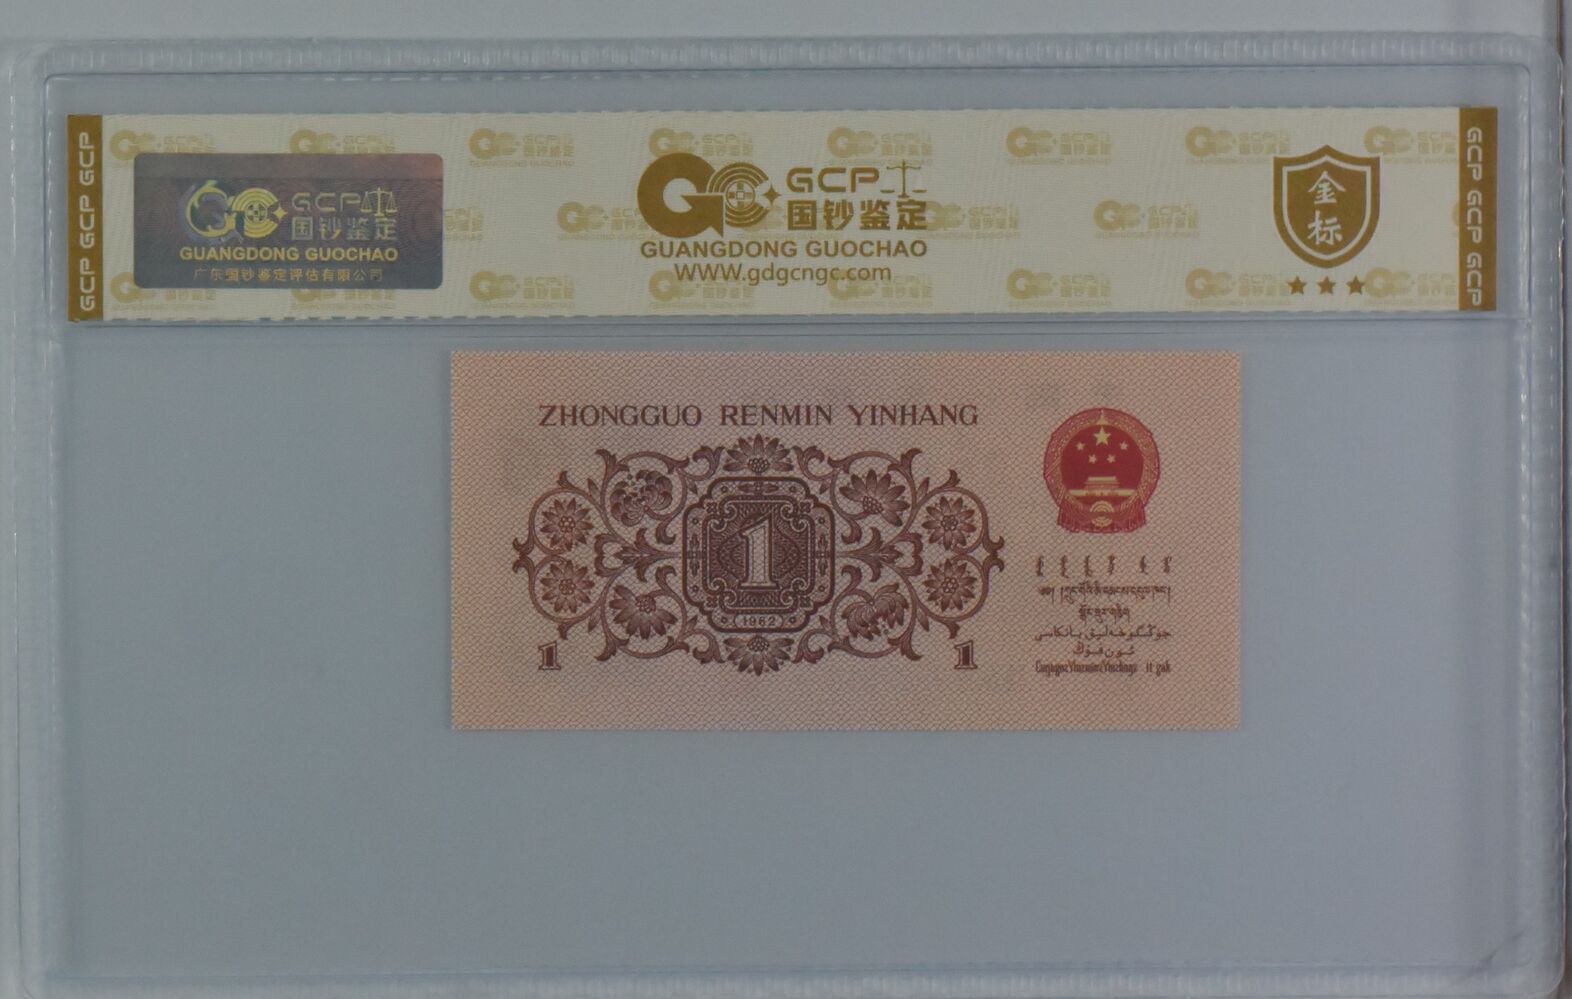 GCP GCP GCP
GCP
国钞鉴定
GUANGDONG GUOCHAO
广东国钞鉴定评估有限公司
GCP
国钞鉴定
GUANGDONG GUOCHAO
WWW.gdgcngc.com
金
标
GCP GCP GCP
ZHONGGUO RENMIN YINHANG
1
(1962)
1
1